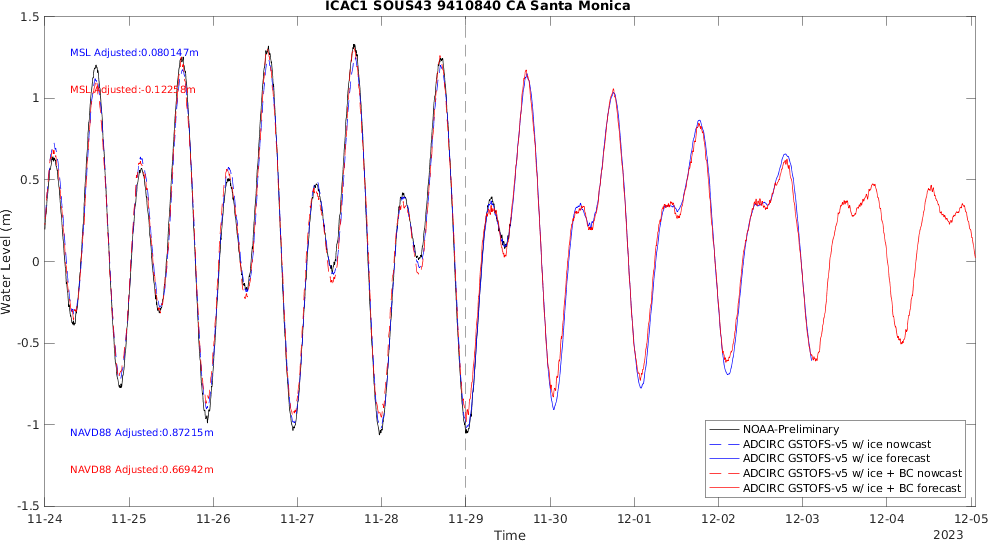 ICAC1 SOUS43 9410840 CA Santa Monica
1.5
1
0.5
0
-0.5
-1
-1.5
Water Level (m)
MSL Adjusted:0.080147m
MSL Adjusted:-0.12258m
NAVD88 Adjusted:0.87215m
NAVD88 Adjusted:0.66942m
NOAA-Preliminary
ADCIRC GSTOFS-v5 w/ ice nowcast
ADCIRC GSTOFS-v5 w/ ice forecast
ADCIRC GSTOFS-v5 w/ ice + BC nowcast
ADCIRC GSTOFS-v5 w/ ice + BC forecast
11-24 11-25 11-26 11-27 11-28 11-29 11-30 12-01 12-02 12-03 12-04 12-05
Time
2023